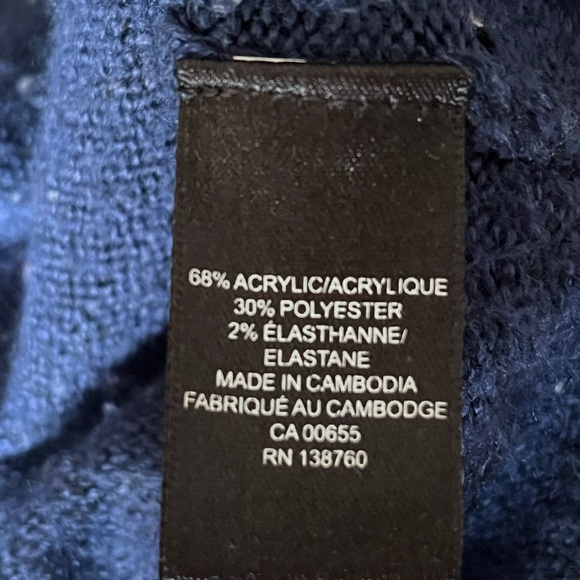 68% ACRYLIC/ACRYLIQUE
30% POLYESTER
2% ÉLASTHANNE/
ELASTANE
MADE IN CAMBODIA
FABRIQUÉ AU CAMBODGE
CA 00655
RN 138760